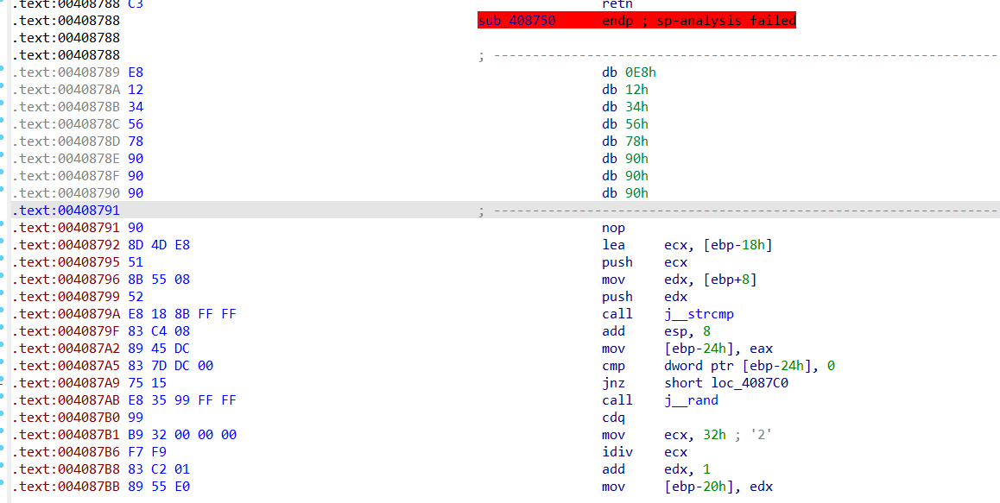 .text:00408788 C3 retn
.text:00408788 sub_408750 endp ; sp-analysis failed
.text:00408788
.text:00408788 ; ---------------------------------------------------------------------------
.text:00408789 E8 db 0E8h
.text:0040878A 12 db 12h
.text:0040878B 34 db 34h
.text:0040878C 56 db 56h
.text:0040878D 78 db 78h
.text:0040878E 90 db 90h
.text:0040878F 90 db 90h
.text:00408790 90 db 90h
.text:00408791 ; ---------------------------------------------------------------------------
.text:00408791 90 nop
.text:00408792 8D 4D E8 lea ecx, [ebp-18h]
.text:00408795 51 push ecx
.text:00408796 8B 55 08 mov edx, [ebp+8]
.text:00408799 52 push edx
.text:0040879A E8 18 8B FF FF call j__strcmp
.text:0040879F 83 C4 08 add esp, 8
.text:004087A2 89 45 DC mov [ebp-24h], eax
.text:004087A5 83 7D DC 00 cmp dword ptr [ebp-24h], 0
.text:004087A9 75 15 jnz short loc_4087C0
.text:004087AB E8 35 99 FF FF call j__rand
.text:004087B0 99 cdq
.text:004087B1 B9 32 00 00 00 mov ecx, 32h ; '2'
.text:004087B6 F7 F9 idiv ecx
.text:004087B8 83 C2 01 add edx, 1
.text:004087BB 89 55 E0 mov [ebp-20h], edx